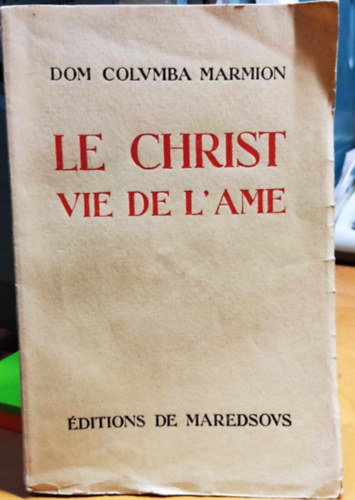 DOM COLVMBA MARMION
LE CHRIST
VIE DE L'AME
ÉDITIONS DE MAREDSOVS